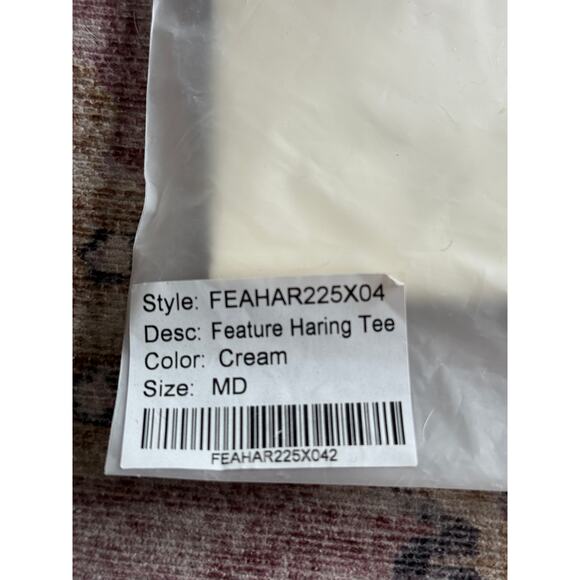 Style: FEAHAR225X04
Desc: Feature Haring Tee
Color: Cream
Size: MD
FEAHAR225X042